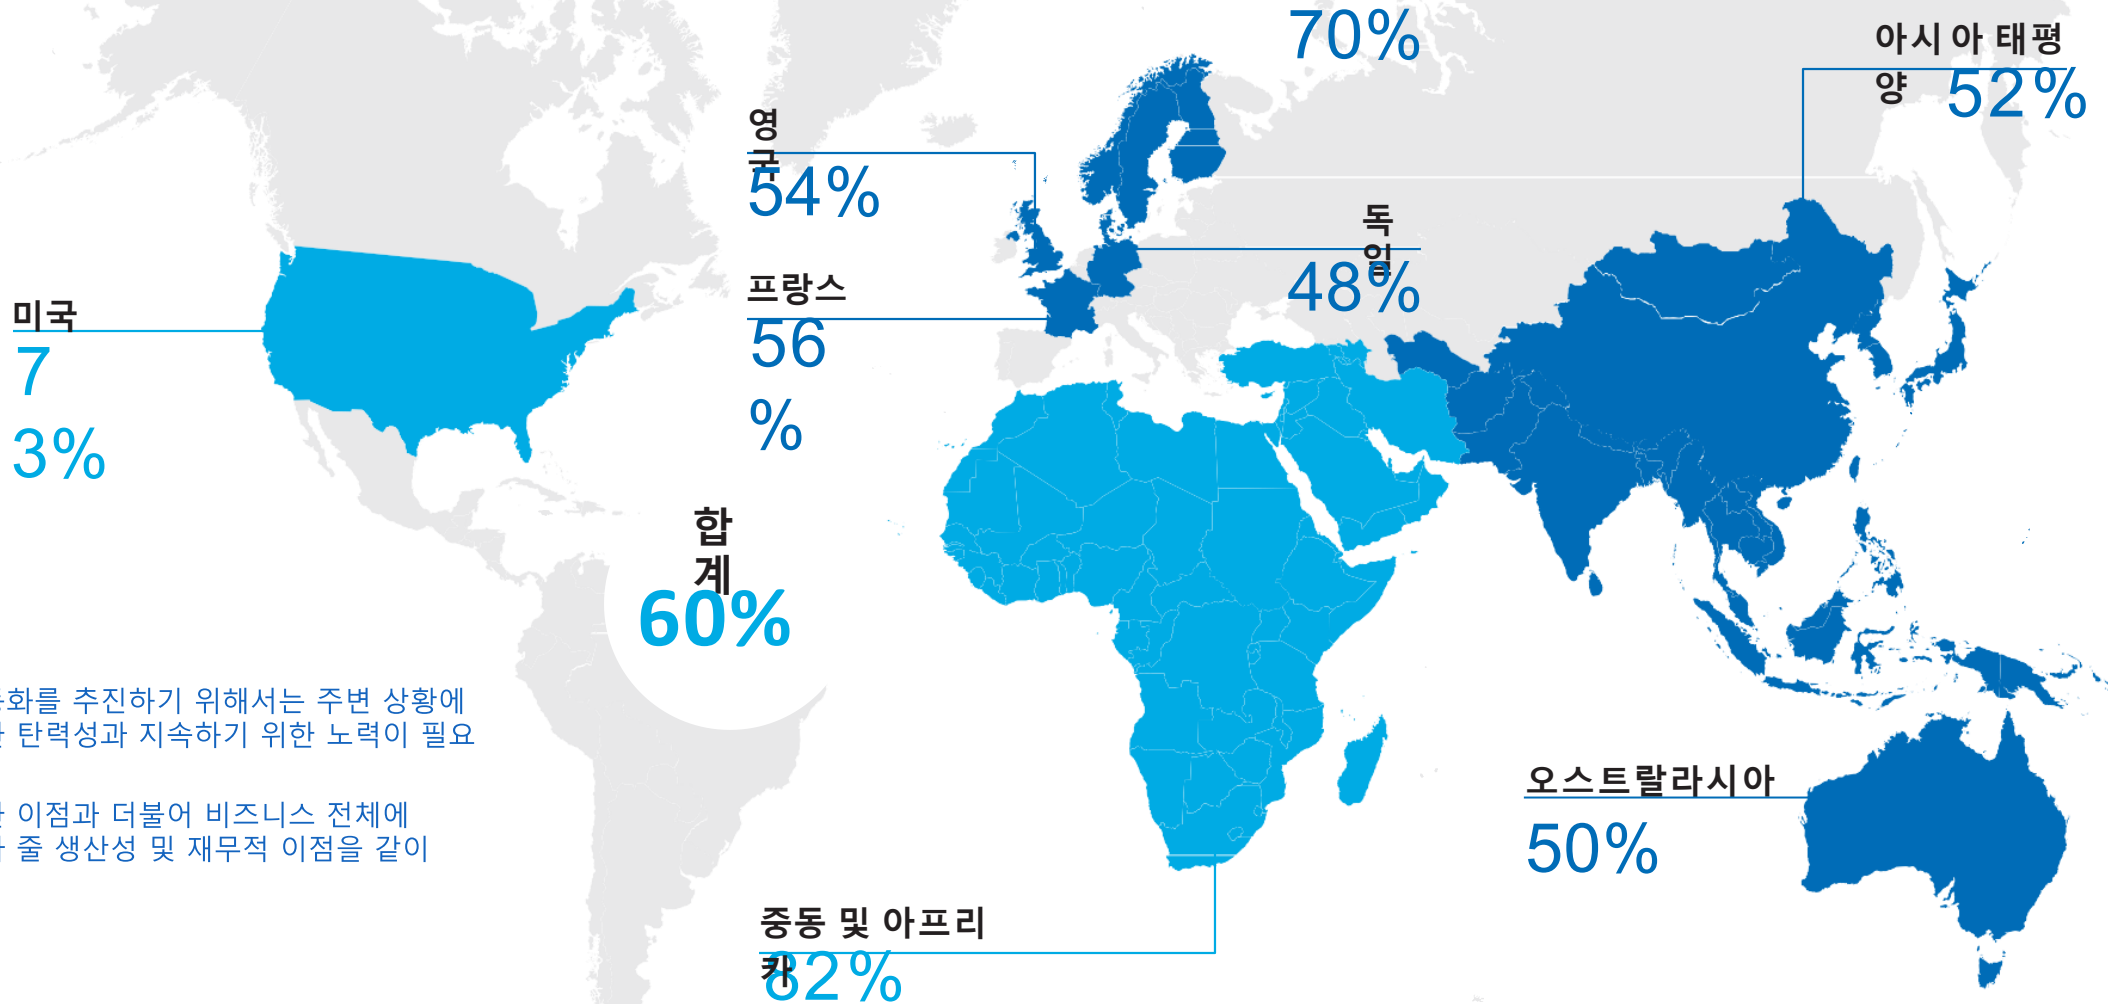 70%
아시아 태평
양
52%
영
국
54%
독
일
48%
프랑스
56
%
미국
7
3%
합
계
60%
추진하기 위해서는 주변 상황에
탄력성과 지속하기 위한 노력이 필요
이점과 더불어 비즈니스 전체에
줄 생산성 및 재무적 이점을 같이
오스트랄라시아
50%
중동 및 아프리
카
82%